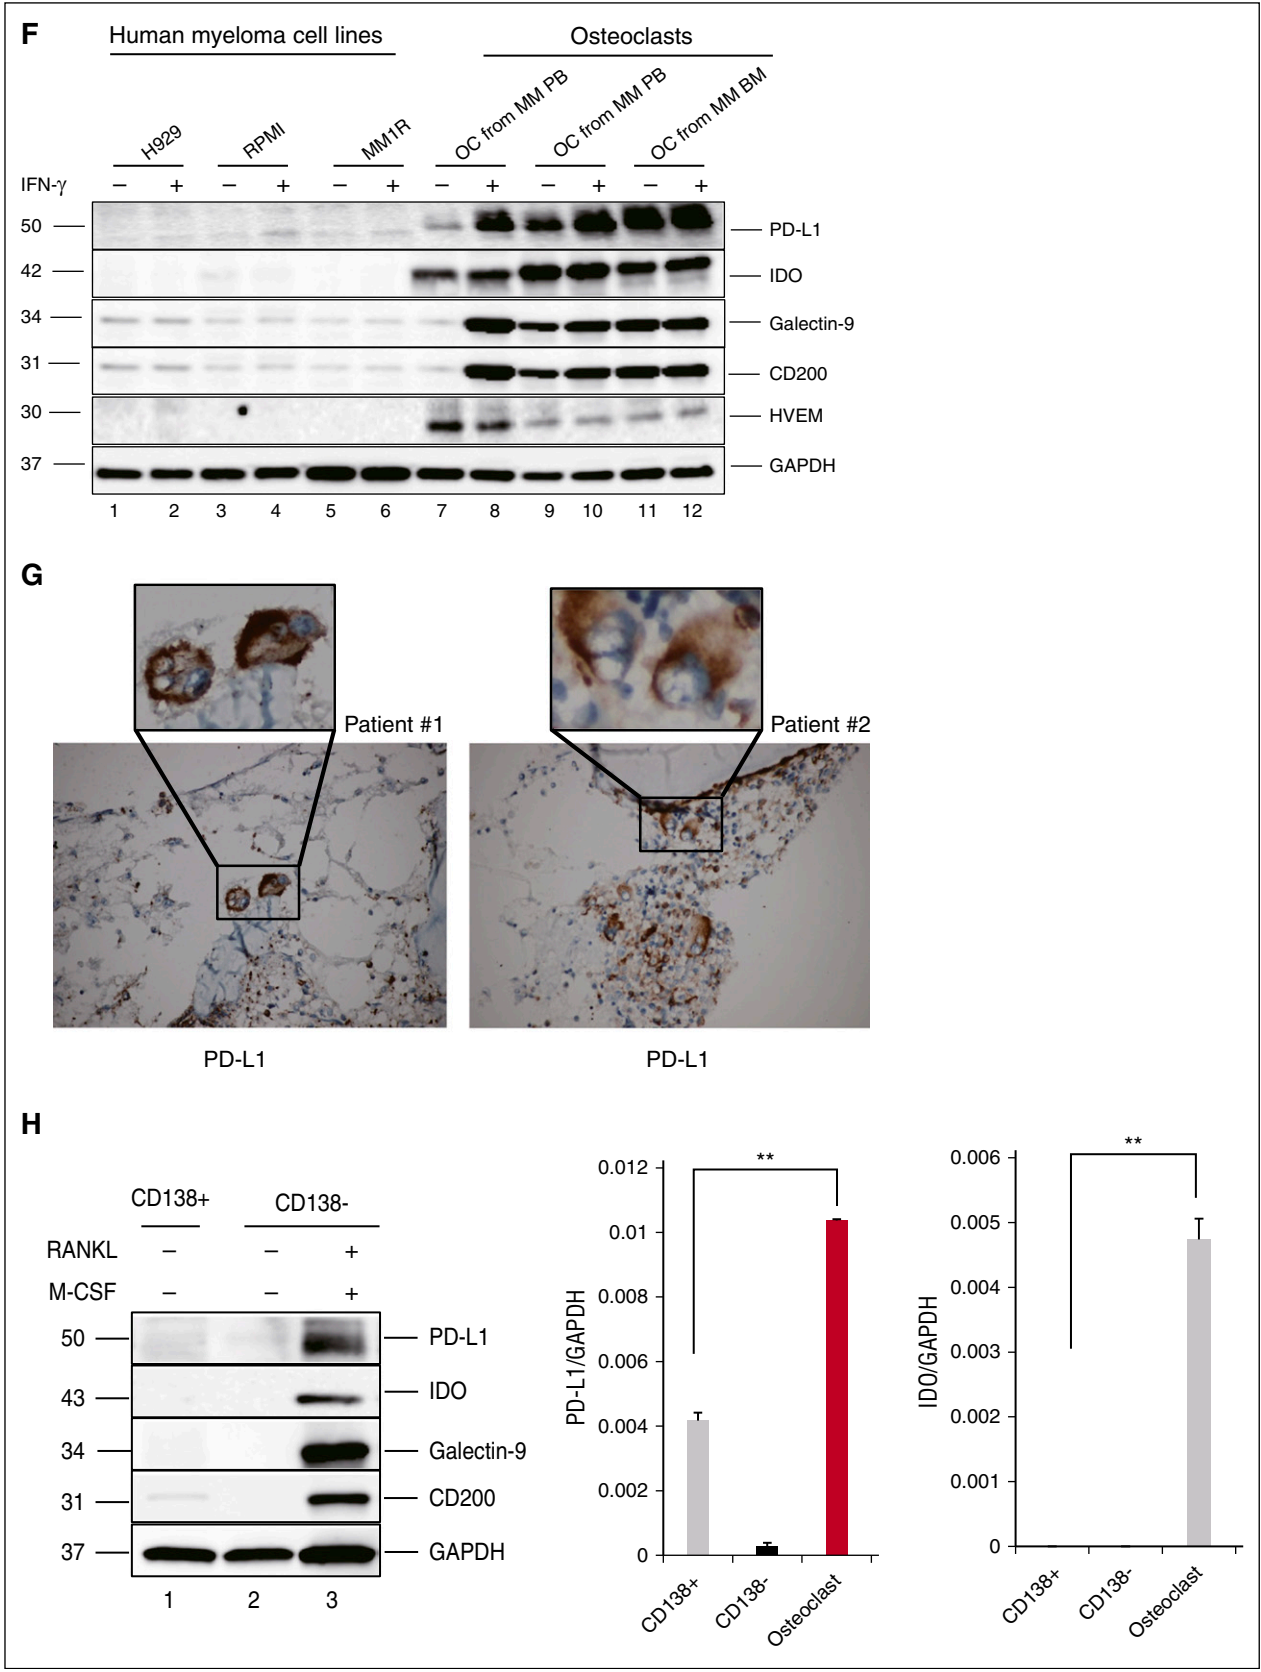 F
Human myeloma cell lines Osteoclasts
H929 RPMI MM1R OC from MM PB OC from MM PB OC from MM BM
IFN-γ – + – + – + – + – + – +
50 PD-L1
42 IDO
34 Galectin-9
31 CD200
30 HVEM
37 GAPDH
1 2 3 4 5 6 7 8 9 10 11 12
G
Patient #1 Patient #2
PD-L1 PD-L1
H
CD138+ CD138-
RANKL – – +
M-CSF – – +
50 PD-L1
43 IDO
34 Galectin-9
31 CD200
37 GAPDH
1 2 3
PD-L1/GAPDH
0.012
0.01
0.008
0.006
0.004
0.002
0
**
CD138+ CD138- Osteoclast
IDO/GAPDH
0.006
0.005
0.004
0.003
0.002
0.001
0
**
CD138+ CD138- Osteoclast